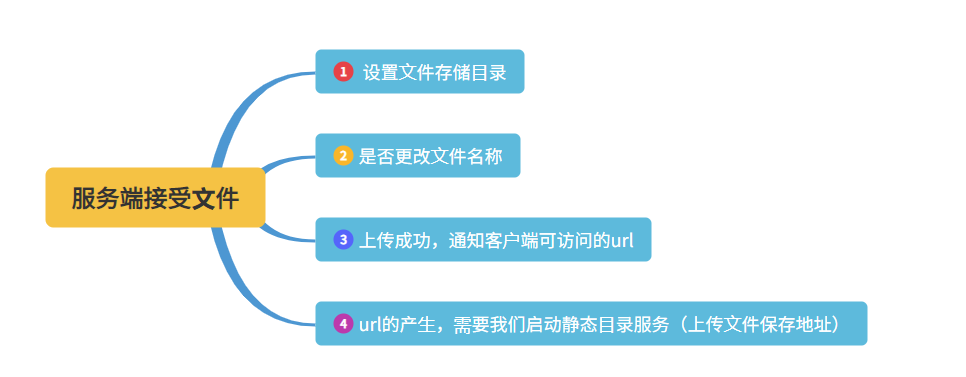 服务端接受文件
1 设置文件存储目录
2 是否更改文件名称
3 上传成功，通知客户端可访问的url
4 url的产生，需要我们启动静态目录服务（上传文件保存地址）